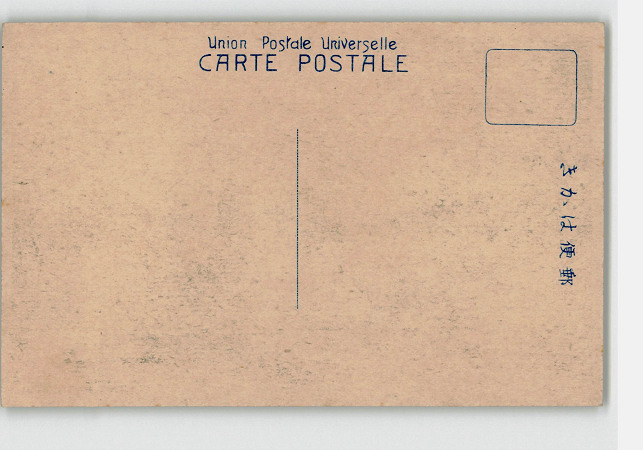 Union Postale Universelle
CARTE POSTALE
きかは便郵